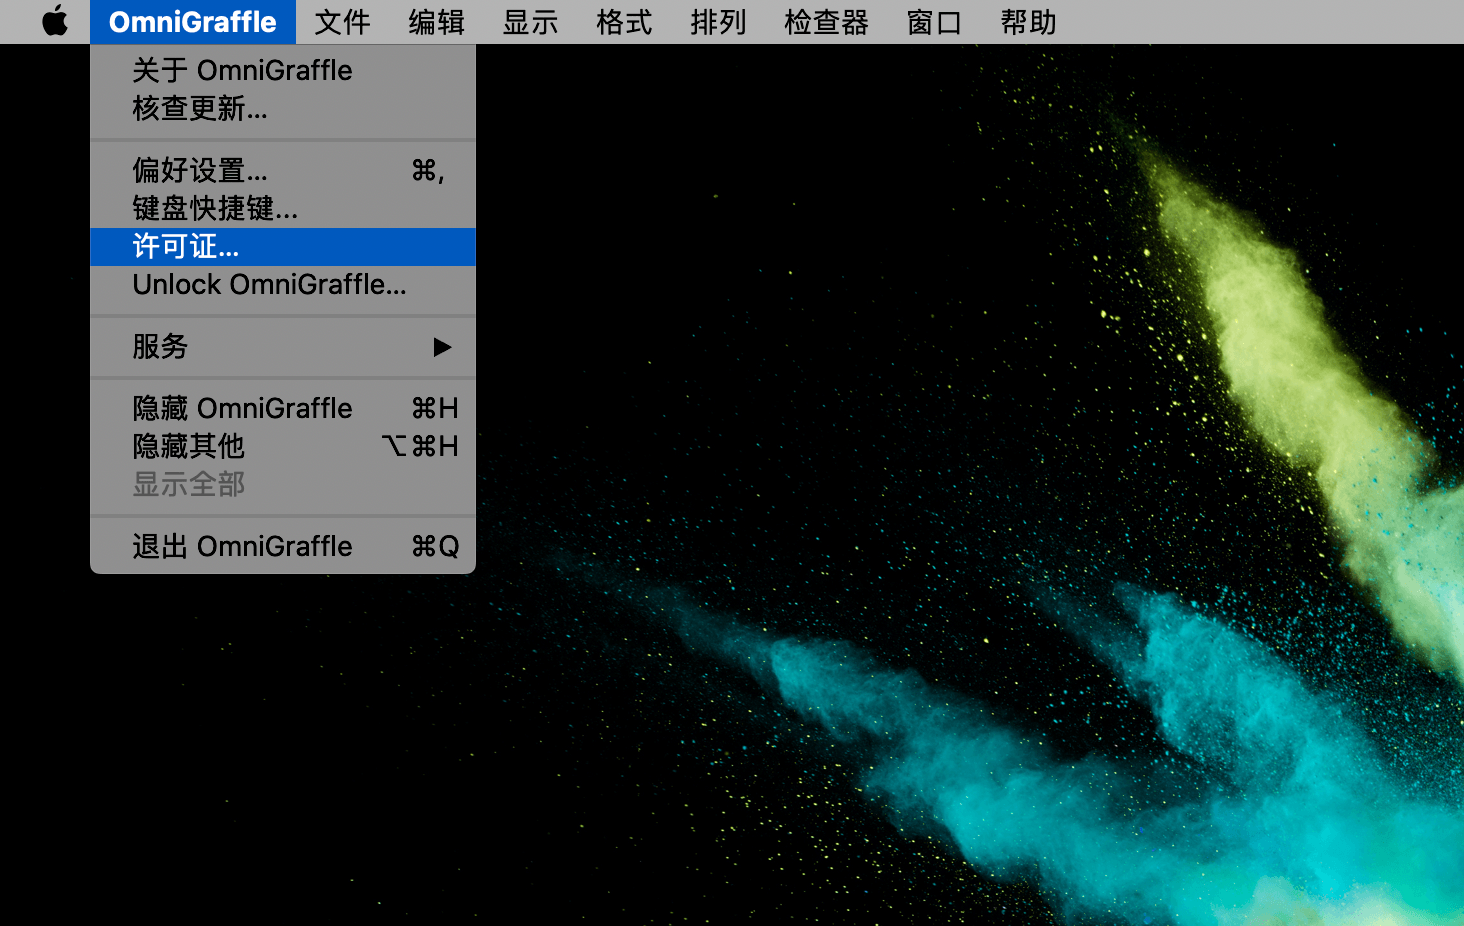 OmniGraffle 文件 编辑 显示 格式 排列 检查器 窗口 帮助
关于 OmniGraffle
核查更新...
偏好设置... ⌘,
键盘快捷键...
许可证...
Unlock OmniGraffle...
服务 ▶
隐藏 OmniGraffle ⌘H
隐藏其他 ⌥⌘H
显示全部
退出 OmniGraffle ⌘Q